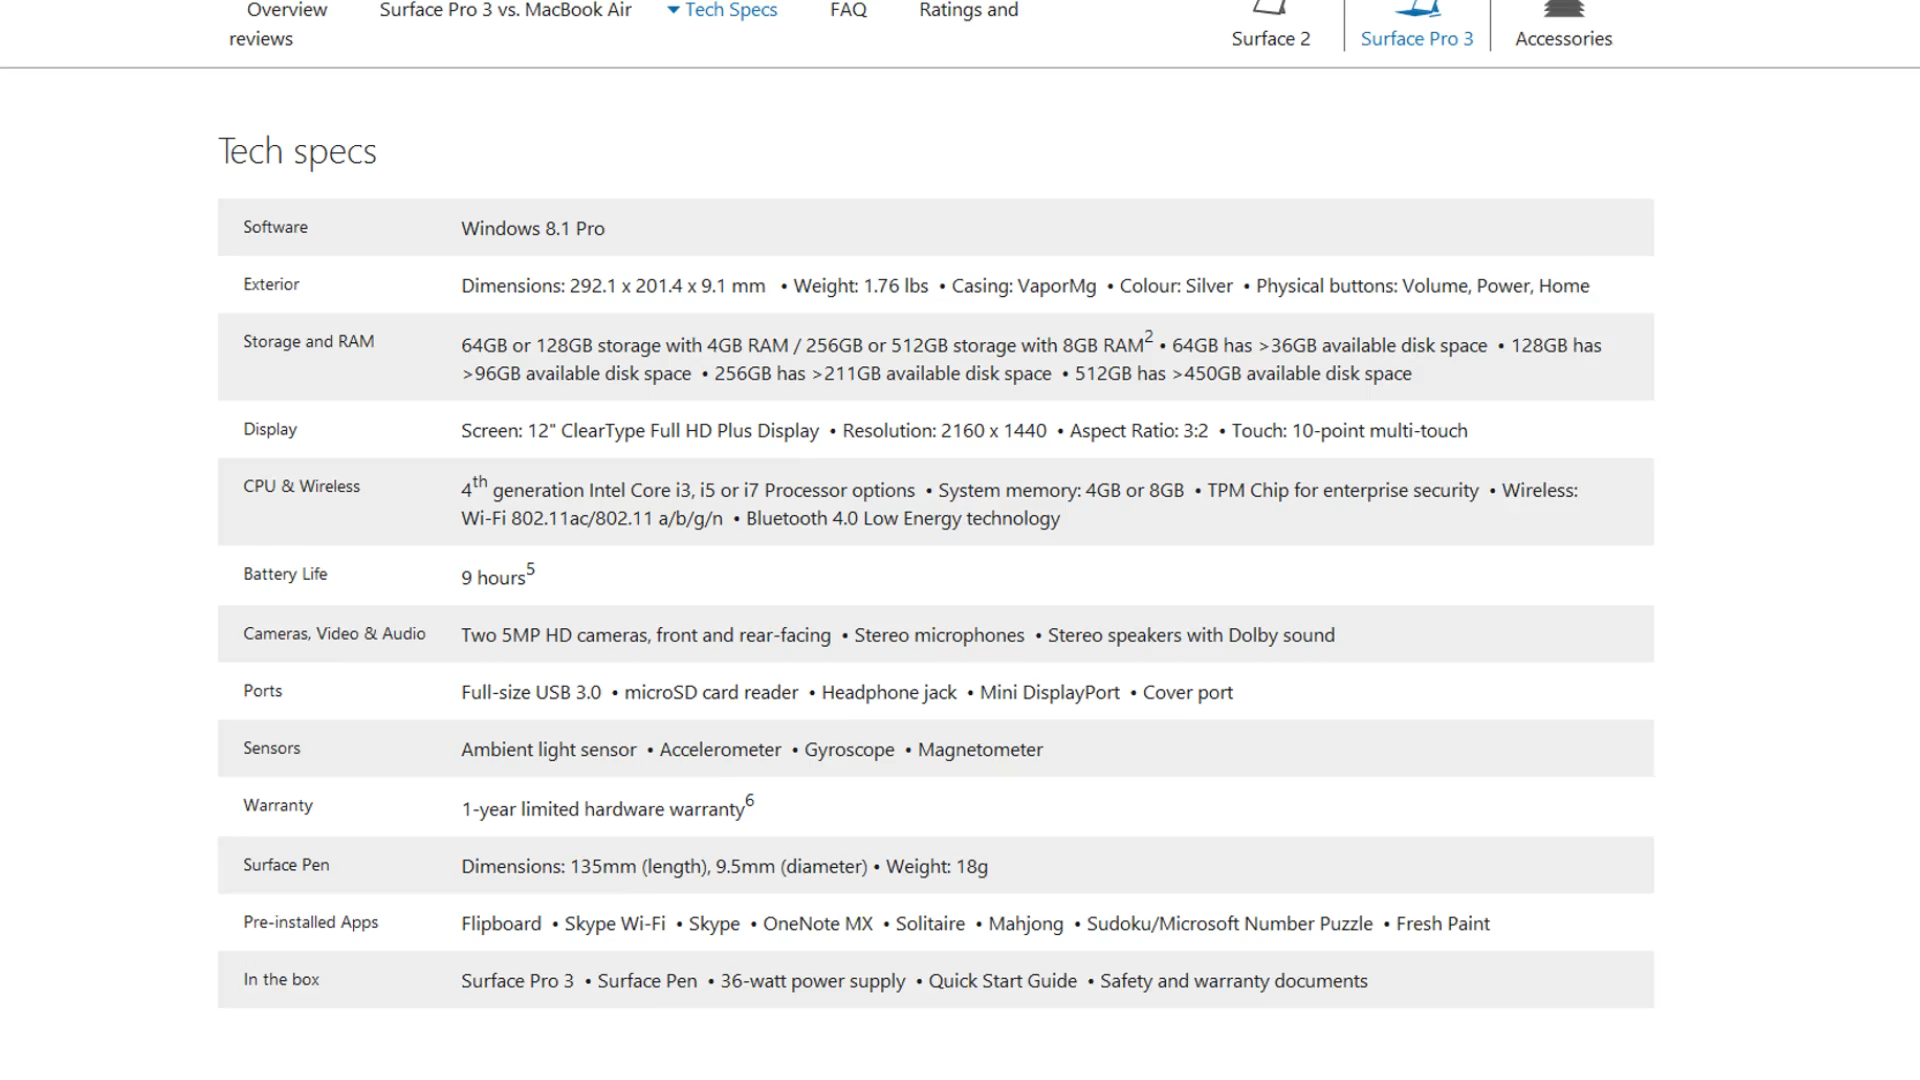 Overview Surface Pro 3 vs. MacBook Air Tech Specs FAQ Ratings and
reviews
Surface 2 Surface Pro 3 Accessories
Tech specs
Software Windows 8.1 Pro
Exterior Dimensions: 292.1 x 201.4 x 9.1 mm • Weight: 1.76 lbs • Casing: VaporMg • Colour: Silver • Physical buttons: Volume, Power, Home
Storage and RAM 64GB or 128GB storage with 4GB RAM / 256GB or 512GB storage with 8GB RAM2 • 64GB has >36GB available disk space • 128GB has
>96GB available disk space • 256GB has >211GB available disk space • 512GB has >450GB available disk space
Display Screen: 12" ClearType Full HD Plus Display • Resolution: 2160 x 1440 • Aspect Ratio: 3:2 • Touch: 10-point multi-touch
CPU & Wireless 4th generation Intel Core i3, i5 or i7 Processor options • System memory: 4GB or 8GB • TPM Chip for enterprise security • Wireless:
Wi-Fi 802.11ac/802.11 a/b/g/n • Bluetooth 4.0 Low Energy technology
Battery Life 9 hours5
Cameras, Video & Audio Two 5MP HD cameras, front and rear-facing • Stereo microphones • Stereo speakers with Dolby sound
Ports Full-size USB 3.0 • microSD card reader • Headphone jack • Mini DisplayPort • Cover port
Sensors Ambient light sensor • Accelerometer • Gyroscope • Magnetometer
Warranty 1-year limited hardware warranty6
Surface Pen Dimensions: 135mm (length), 9.5mm (diameter) • Weight: 18g
Pre-installed Apps Flipboard • Skype Wi-Fi • Skype • OneNote MX • Solitaire • Mahjong • Sudoku/Microsoft Number Puzzle • Fresh Paint
In the box Surface Pro 3 • Surface Pen • 36-watt power supply • Quick Start Guide • Safety and warranty documents